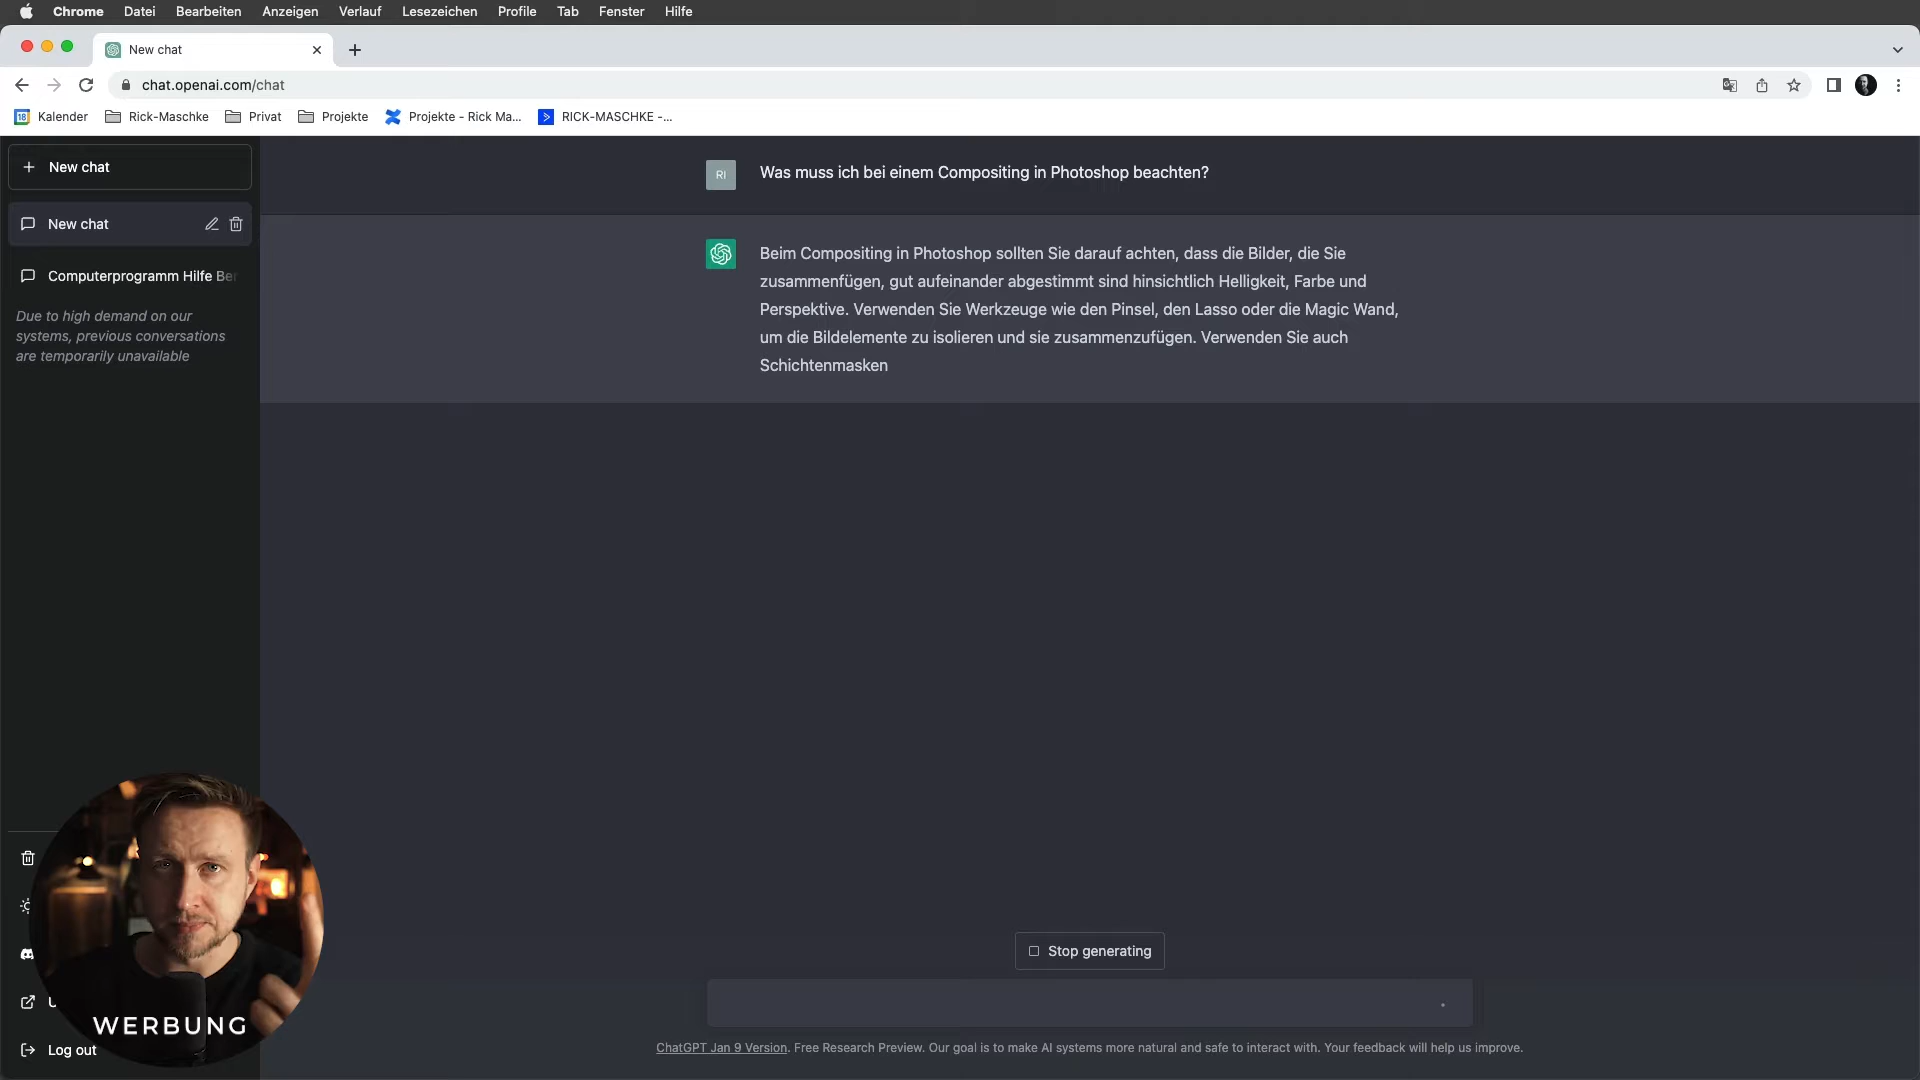 Chrome Datei Bearbeiten Anzeigen Verlauf Lesezeichen Profile Tab Fenster Hilfe
New chat
chat.openai.com/chat
18 Kalender Rick-Maschke Privat Projekte Projekte - Rick Ma... RICK-MASCHKE -...
New chat
New chat
Computerprogramm Hilfe Ber
Due to high demand on our
systems, previous conversations
are temporarily unavailable
RI Was muss ich bei einem Compositing in Photoshop beachten?
Beim Compositing in Photoshop sollten Sie darauf achten, dass die Bilder, die Sie
zusammenfügen, gut aufeinander abgestimmt sind hinsichtlich Helligkeit, Farbe und
Perspektive. Verwenden Sie Werkzeuge wie den Pinsel, den Lasso oder die Magic Wand,
um die Bildelemente zu isolieren und sie zusammenzufügen. Verwenden Sie auch
Schichtenmasken
Stop generating
WERBUNG
Log out
ChatGPT Jan 9 Version. Free Research Preview. Our goal is to make AI systems more natural and safe to interact with. Your feedback will help us improve.